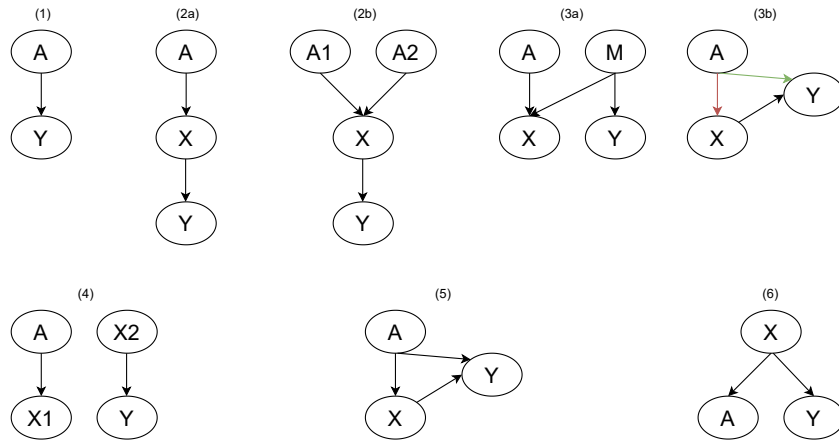 (1)
(2a)
(2b)
(3a)
(3b)
A
A
A1
A2
A
M
A
Y
Y
X
X
X
Y
X
Y
Y
(4)
(5)
(6)
A
X2
A
X
Y
X1
Y
X
A
Y